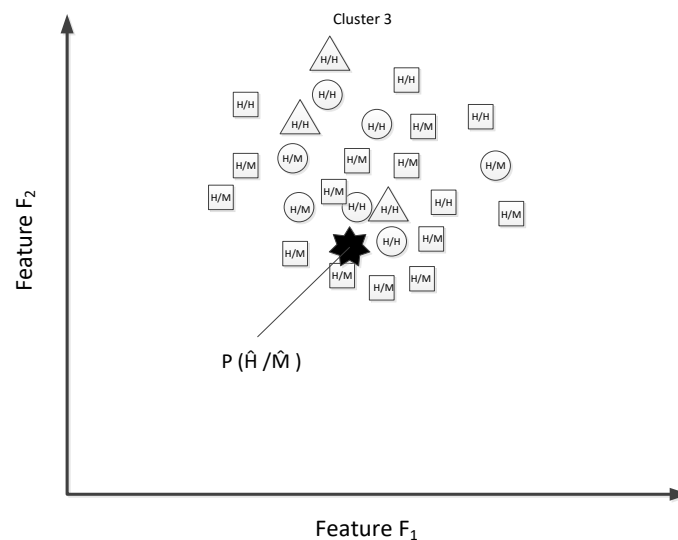 Cluster 3
H/H
H/H
H/H
H/H
H/H
H/H
H/H
H/M
H/M
H/M
H/M
H/M
H/M
H/M
H/M
H/M
H/H
H/H
H/H
H/M
H/H
H/M
H/M
H/M
H/M
H/M
P (Ĥ /M̂ )
Feature F₂
Feature F₁